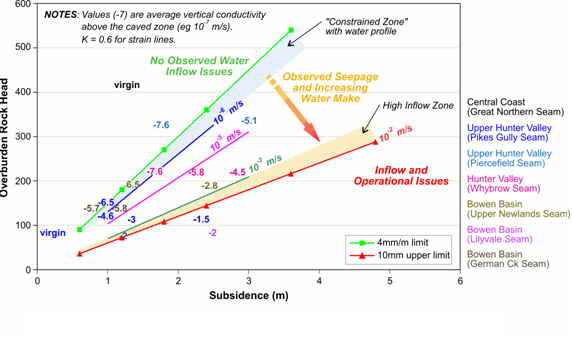 600
500
400
300
200
100
0
0
1
2
3
4
5
6
Overburden Rock Head
Subsidence (m)
NOTES: Values (-7) are average vertical conductivity
above the caved zone (eg 10⁻⁷ m/s).
K = 0.6 for strain lines.
"Constrained Zone"
with water profile
No Observed Water
Inflow Issues
Observed Seepage
and Increasing
Water Make
High Inflow Zone
Inflow and
Operational Issues
virgin
virgin
10⁻⁶ m/s
10⁻⁵ m/s
10⁻³ m/s
10⁻² m/s
-7.6
-5.1
-7.6
-5.8
-4.5
-6.5
-2.8
-6.5
-5.7
-5.8
-4.6
-3
-1.5
-2
-2
4mm/m limit
10mm upper limit
Central Coast
(Great Northern Seam)
Upper Hunter Valley
(Pikes Gully Seam)
Upper Hunter Valley
(Piercefield Seam)
Hunter Valley
(Whybrow Seam)
Bowen Basin
(Upper Newlands Seam)
Bowen Basin
(Lilyvale Seam)
Bowen Basin
(German Ck Seam)